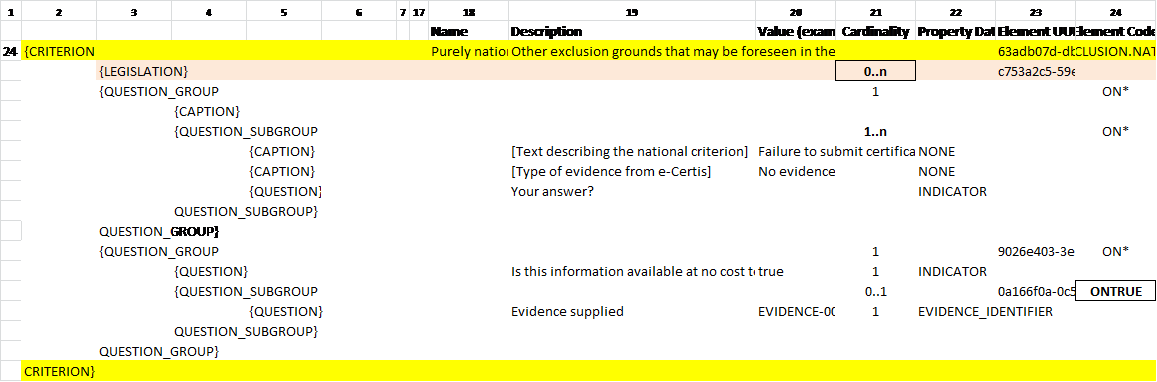 1 2 3 4 5 6 7 17 18 19 20 21 22 23 24
Name Description Value (exam Cardinality Property Dat Element UU Element Code
24 {CRITERION Purely natio Other exclusion grounds that may be foreseen in the 63adb07d-db CLUSION.NAT
{LEGISLATION} 0..n c753a2c5-59e
{QUESTION_GROUP 1 ON*
{CAPTION}
{QUESTION_SUBGROUP 1..n ON*
{CAPTION} [Text describing the national criterion] Failure to submit certifica NONE
{CAPTION} [Type of evidence from e-Certis] No evidence NONE
{QUESTION} Your answer? INDICATOR
QUESTION_SUBGROUP}
QUESTION_GROUP}
{QUESTION_GROUP 1 9026e403-3e ON*
{QUESTION} Is this information available at no cost t true 1 INDICATOR
{QUESTION_SUBGROUP 0..1 0a166f0a-0c5 ONTRUE
{QUESTION} Evidence supplied EVIDENCE-00 1 EVIDENCE_IDENTIFIER
QUESTION_SUBGROUP}
QUESTION_GROUP}
CRITERION}